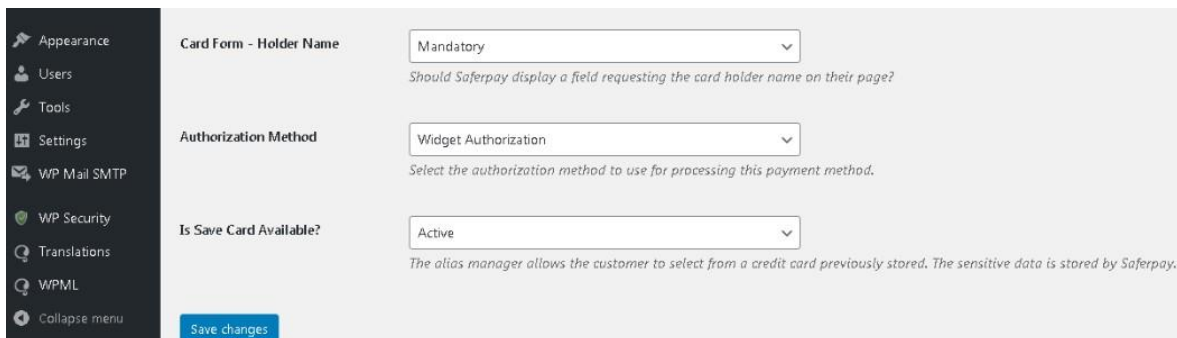 Appearance
Users
Tools
Settings
WP Mail SMTP
WP Security
Translations
WPML
Collapse menu
Card Form - Holder Name
Mandatory
Should Saferpay display a field requesting the card holder name on their page?
Authorization Method
Widget Authorization
Select the authorization method to use for processing this payment method.
Is Save Card Available?
Active
The alias manager allows the customer to select from a credit card previously stored. The sensitive data is stored by Saferpay.
Save changes